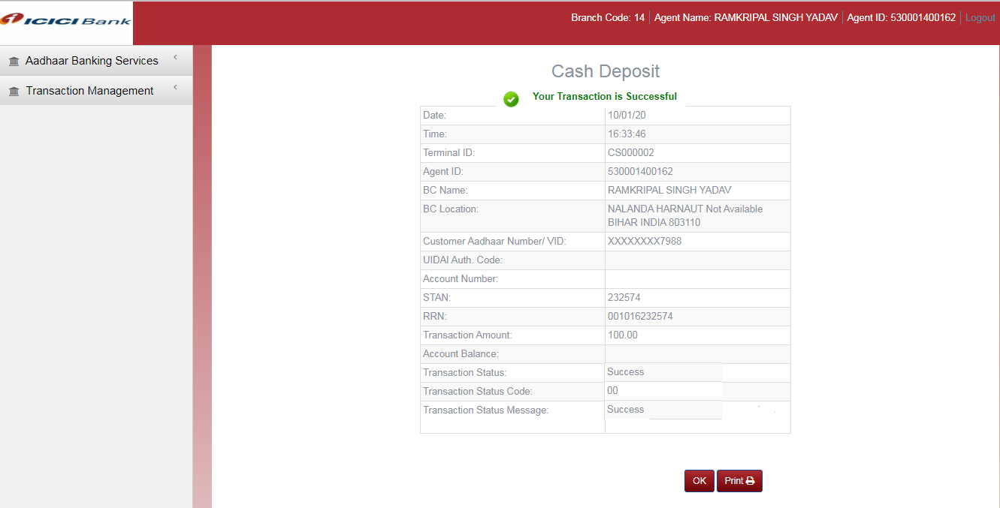 ICICI Bank
Branch Code: 14 Agent Name: RAMKRIPAL SINGH YADAV Agent ID: 530001400162 Logout
Aadhaar Banking Services
Transaction Management
Cash Deposit
Your Transaction is Successful
Date: 10/01/20
Time: 16:33:46
Terminal ID: CS000002
Agent ID: 530001400162
BC Name: RAMKRIPAL SINGH YADAV
BC Location: NALANDA HARNAUT Not Available
BIHAR INDIA 803110
Customer Aadhaar Number/ VID: XXXXXXXX7988
UIDAI Auth. Code:
Account Number:
STAN: 232574
RRN: 001016232574
Transaction Amount: 100.00
Account Balance:
Transaction Status: Success
Transaction Status Code: 00
Transaction Status Message: Success
OK Print